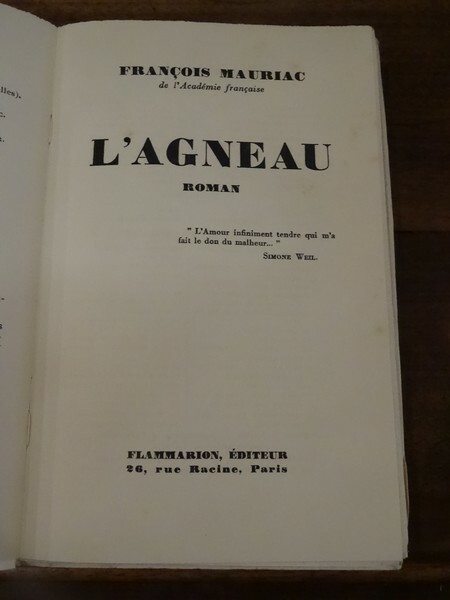 lles).
FRANÇOIS MAURIAC
de l'Académie française
L'AGNEAU
ROMAN
" L'Amour infiniment tendre qui m'a
fait le don du malheur... "
SIMONE WEIL.
FLAMMARION, ÉDITEUR
26, rue Racine, Paris